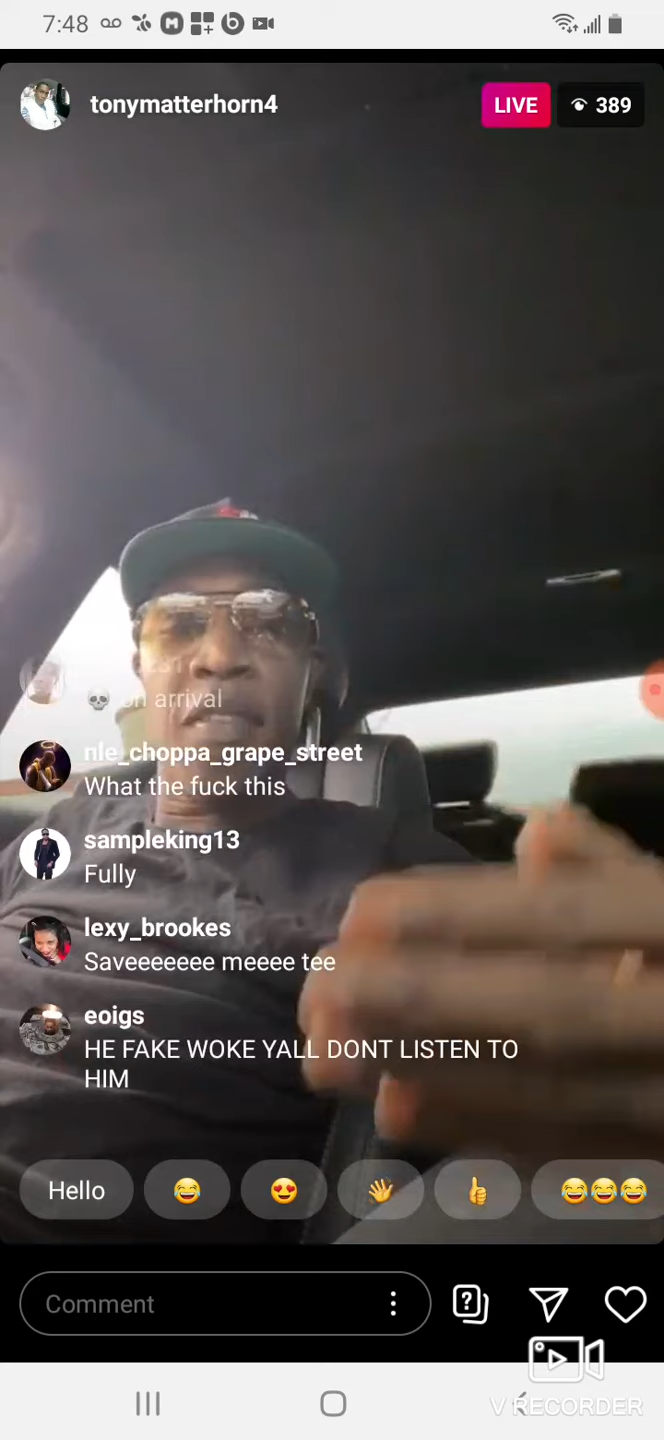 7:48
tonymatterhorn4
LIVE
389
💀 on arrival
nle_choppa_grape_street
What the fuck this
sampleking13
Fully
lexy_brookes
Saveeeeeee meeee tee
eoigs
HE FAKE WOKE YALL DONT LISTEN TO
HIM
Hello
😂
😍
👋
👍
😂😂😂
Comment
V RECORDER